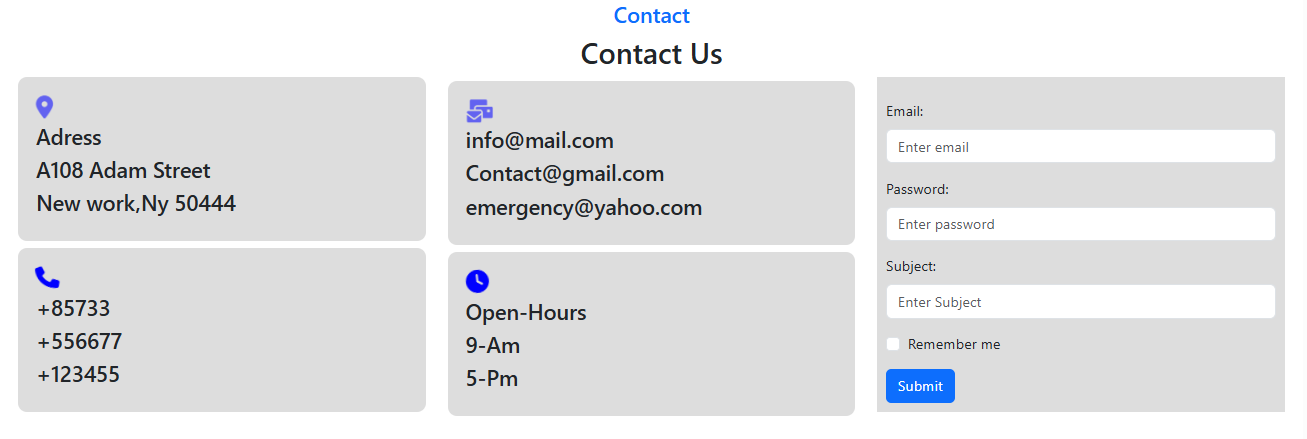 Contact
Contact Us
Adress
A108 Adam Street
New work,Ny 50444
+85733
+556677
+123455
info@mail.com
Contact@gmail.com
emergency@yahoo.com
Open-Hours
9-Am
5-Pm
Email:
Enter email
Password:
Enter password
Subject:
Enter Subject
Remember me
Submit